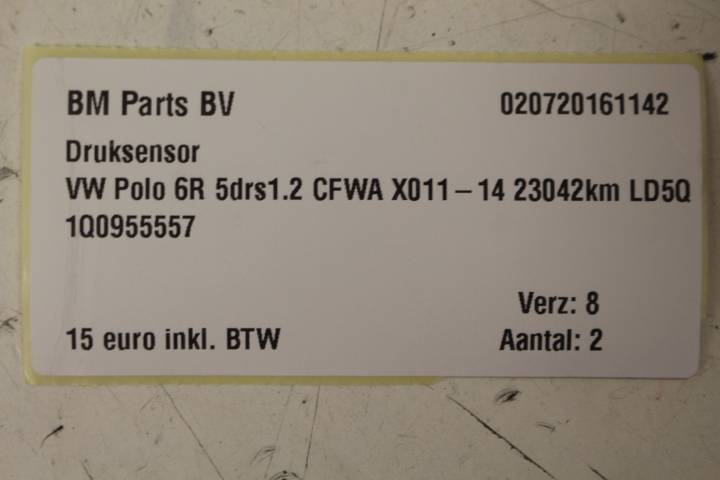 BM Parts BV 020720161142
Druksensor
VW Polo 6R 5drs1.2 CFWA X011-14 23042km LD5Q
1Q0955557
Verz: 8
15 euro inkl. BTW Aantal: 2